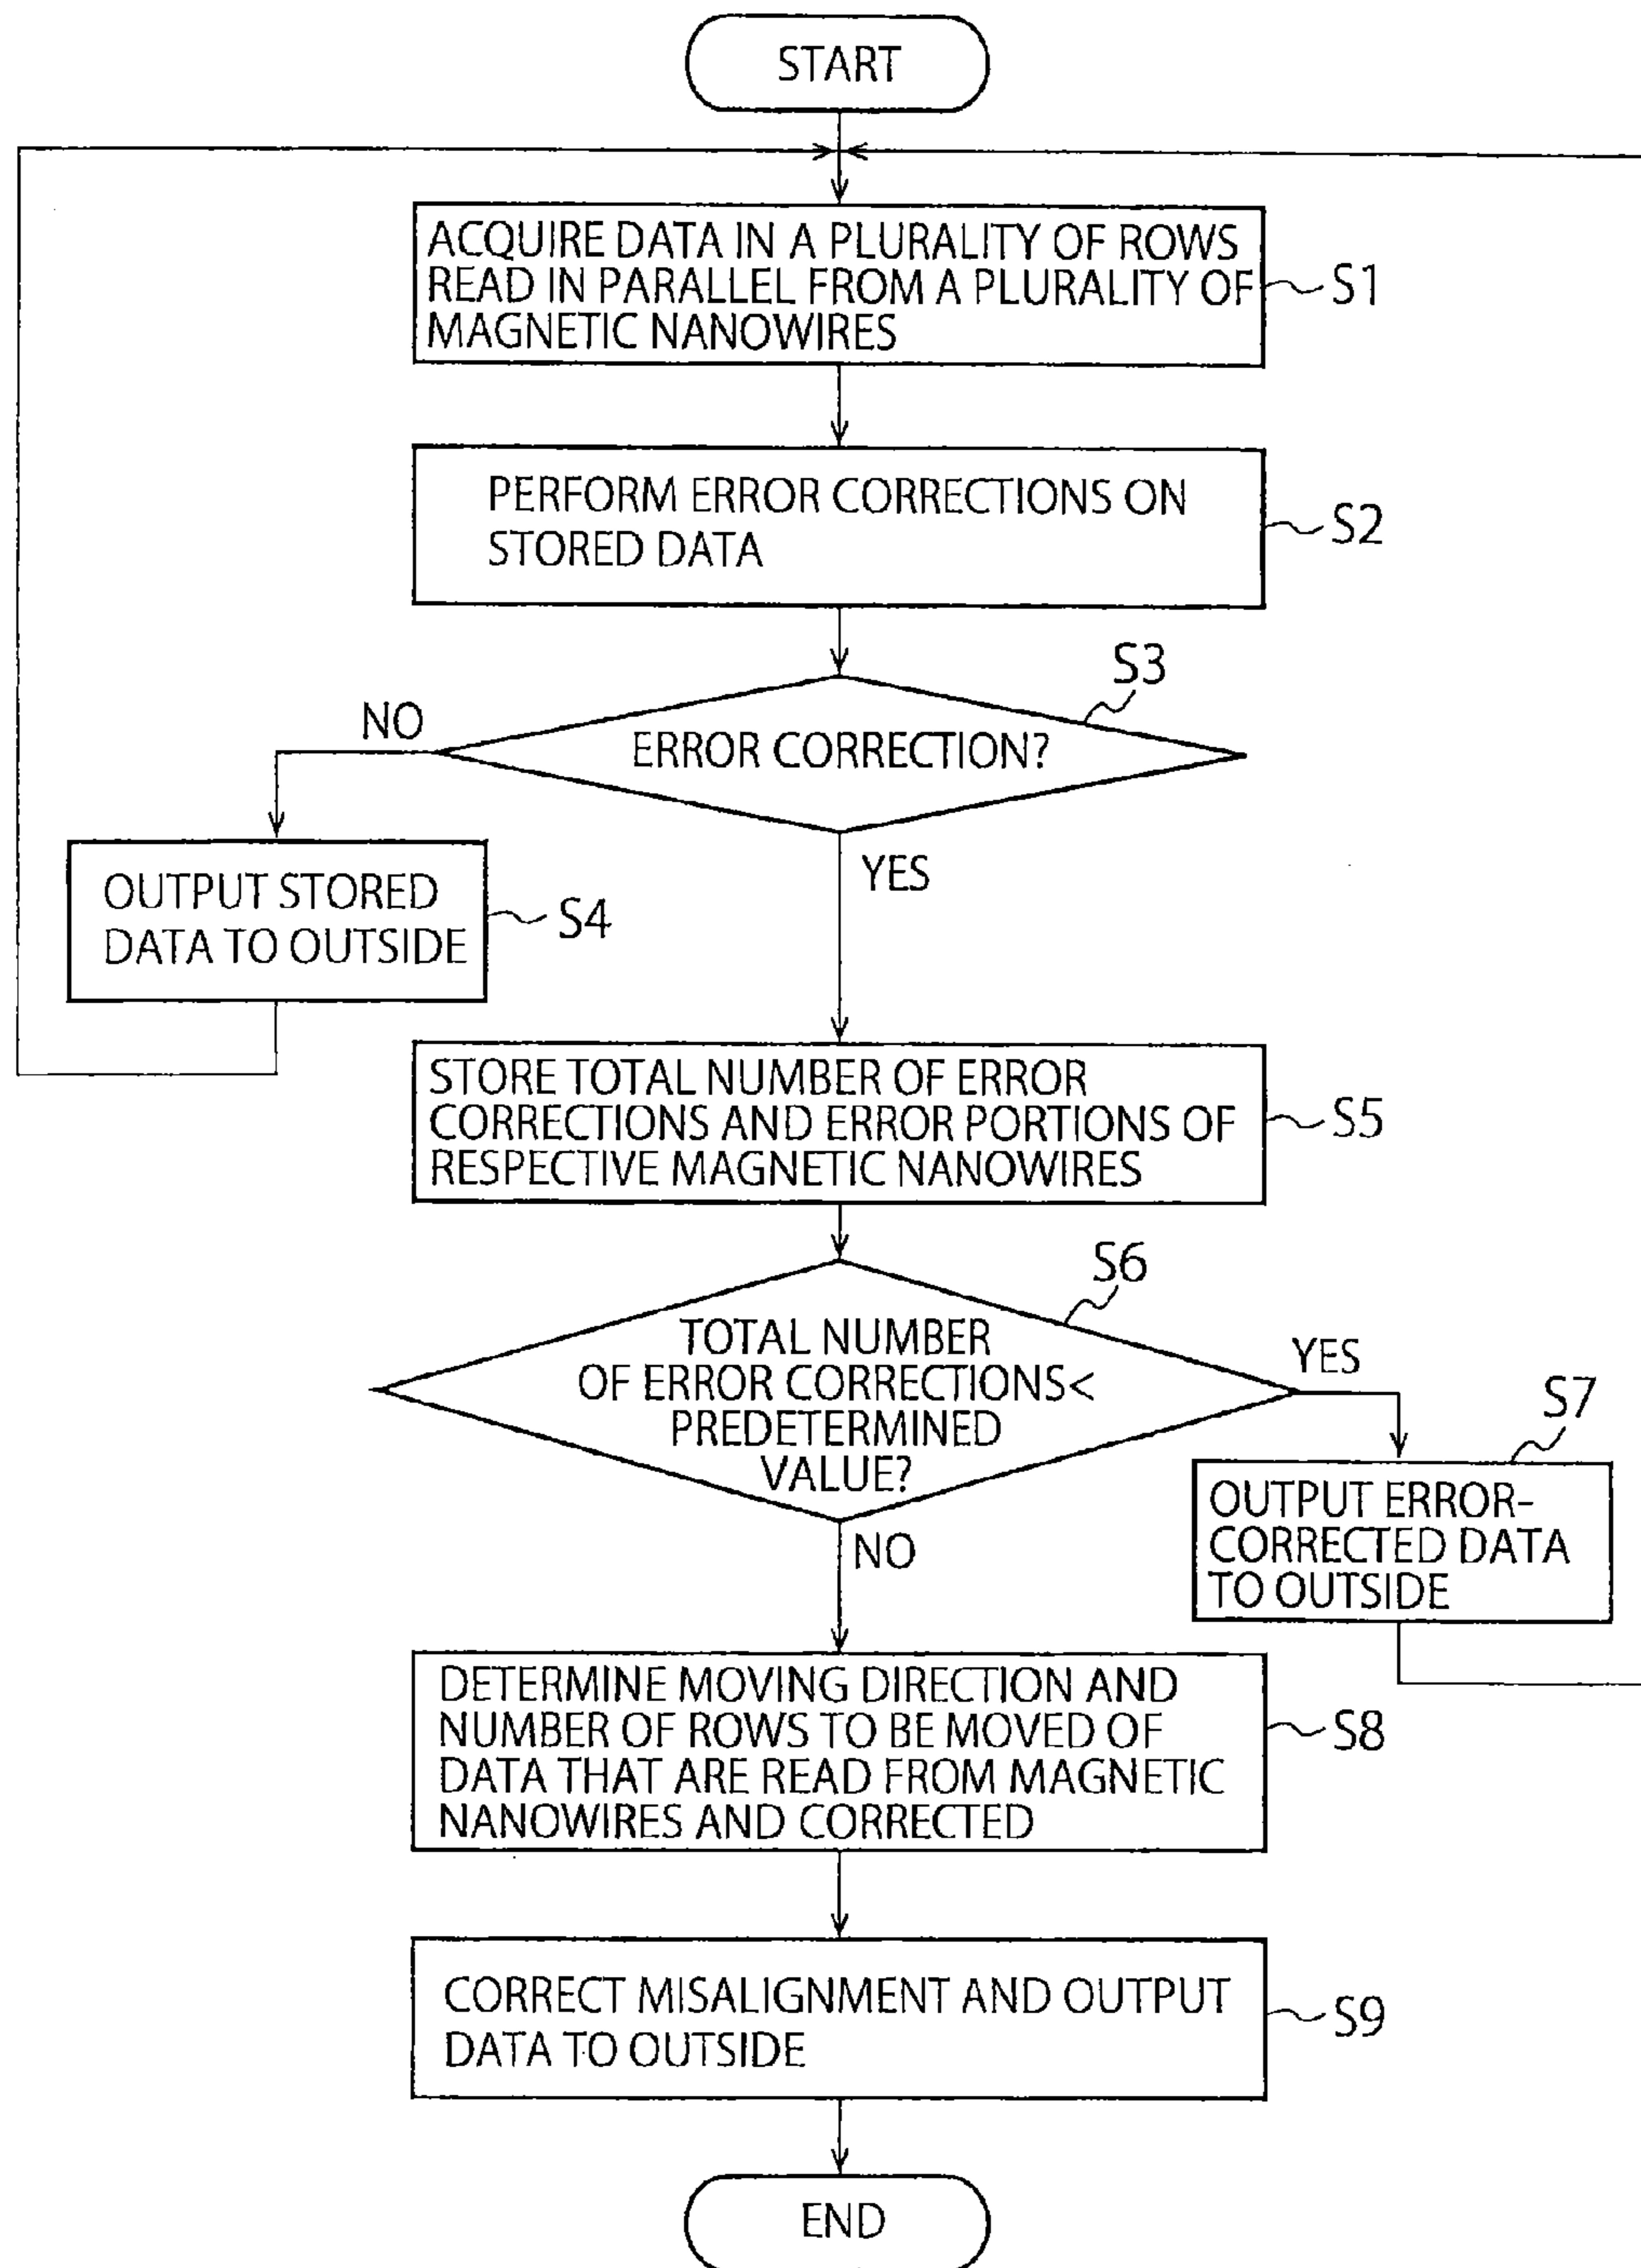 START
ACQUIRE DATA IN A PLURALITY OF ROWS
READ IN PARALLEL FROM A PLURALITY OF
MAGNETIC NANOWIRES
S1
PERFORM ERROR CORRECTIONS ON
STORED DATA
S2
S3
NO
ERROR CORRECTION?
YES
OUTPUT STORED
DATA TO OUTSIDE
S4
STORE TOTAL NUMBER OF ERROR
CORRECTIONS AND ERROR PORTIONS OF
RESPECTIVE MAGNETIC NANOWIRES
S5
S6
TOTAL NUMBER
OF ERROR CORRECTIONS<
PREDETERMINED
VALUE?
YES
S7
OUTPUT ERROR-
CORRECTED DATA
TO OUTSIDE
NO
DETERMINE MOVING DIRECTION AND
NUMBER OF ROWS TO BE MOVED OF
DATA THAT ARE READ FROM MAGNETIC
NANOWIRES AND CORRECTED
S8
CORRECT MISALIGNMENT AND OUTPUT
DATA TO OUTSIDE
S9
END